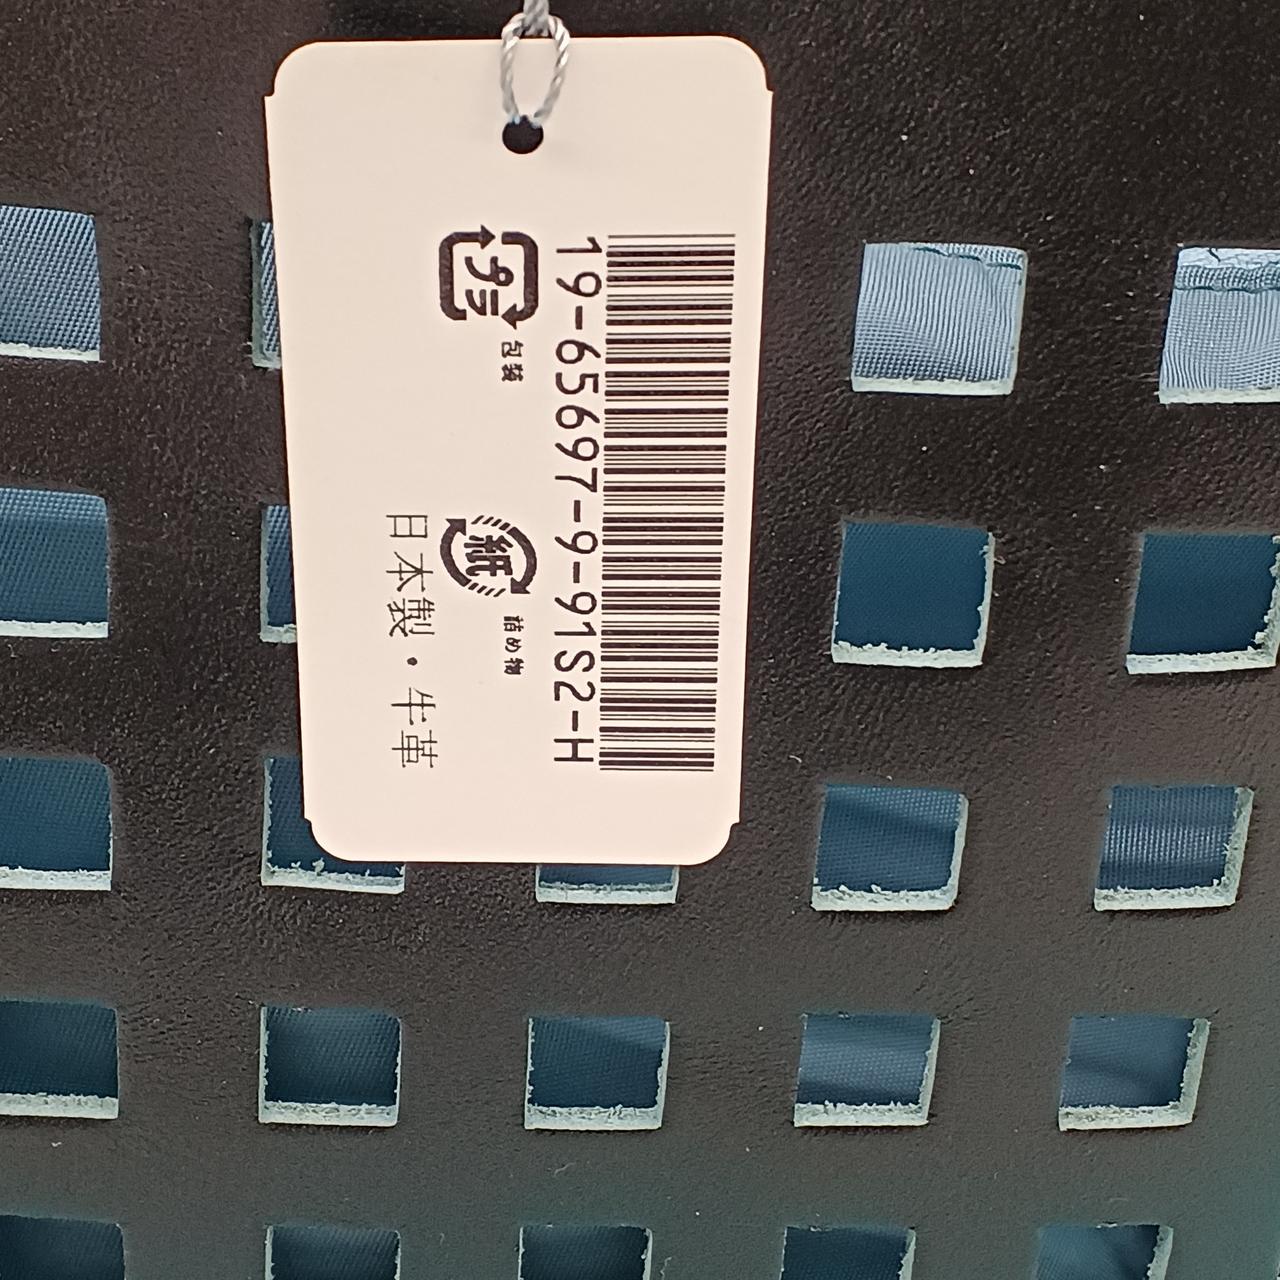 19-65697-9-91S2-H
プラ
包装
紙
詰め物
日本製・牛革